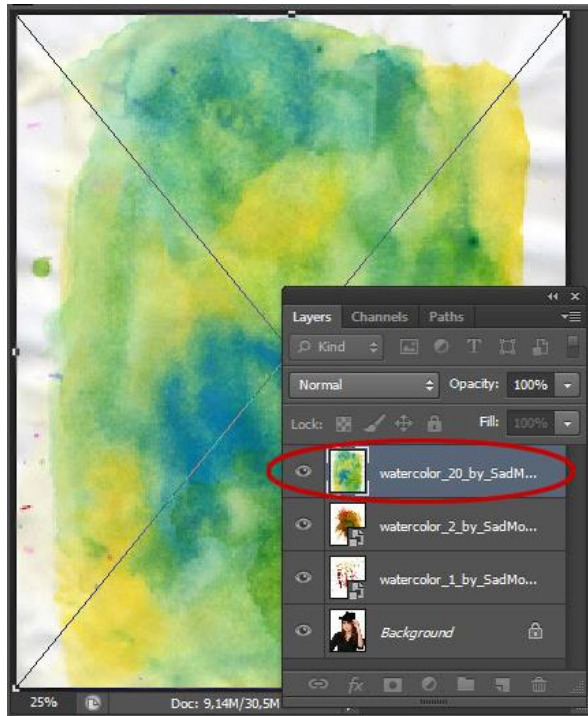 Layers Channels Paths
Kind T
Normal Opacity: 100%
Lock: Fill: 100%
watercolor_20_by_SadM...
watercolor_2_by_SadMo...
watercolor_1_by_SadMo...
Background
fx
25% Doc: 9,14M/30,5M